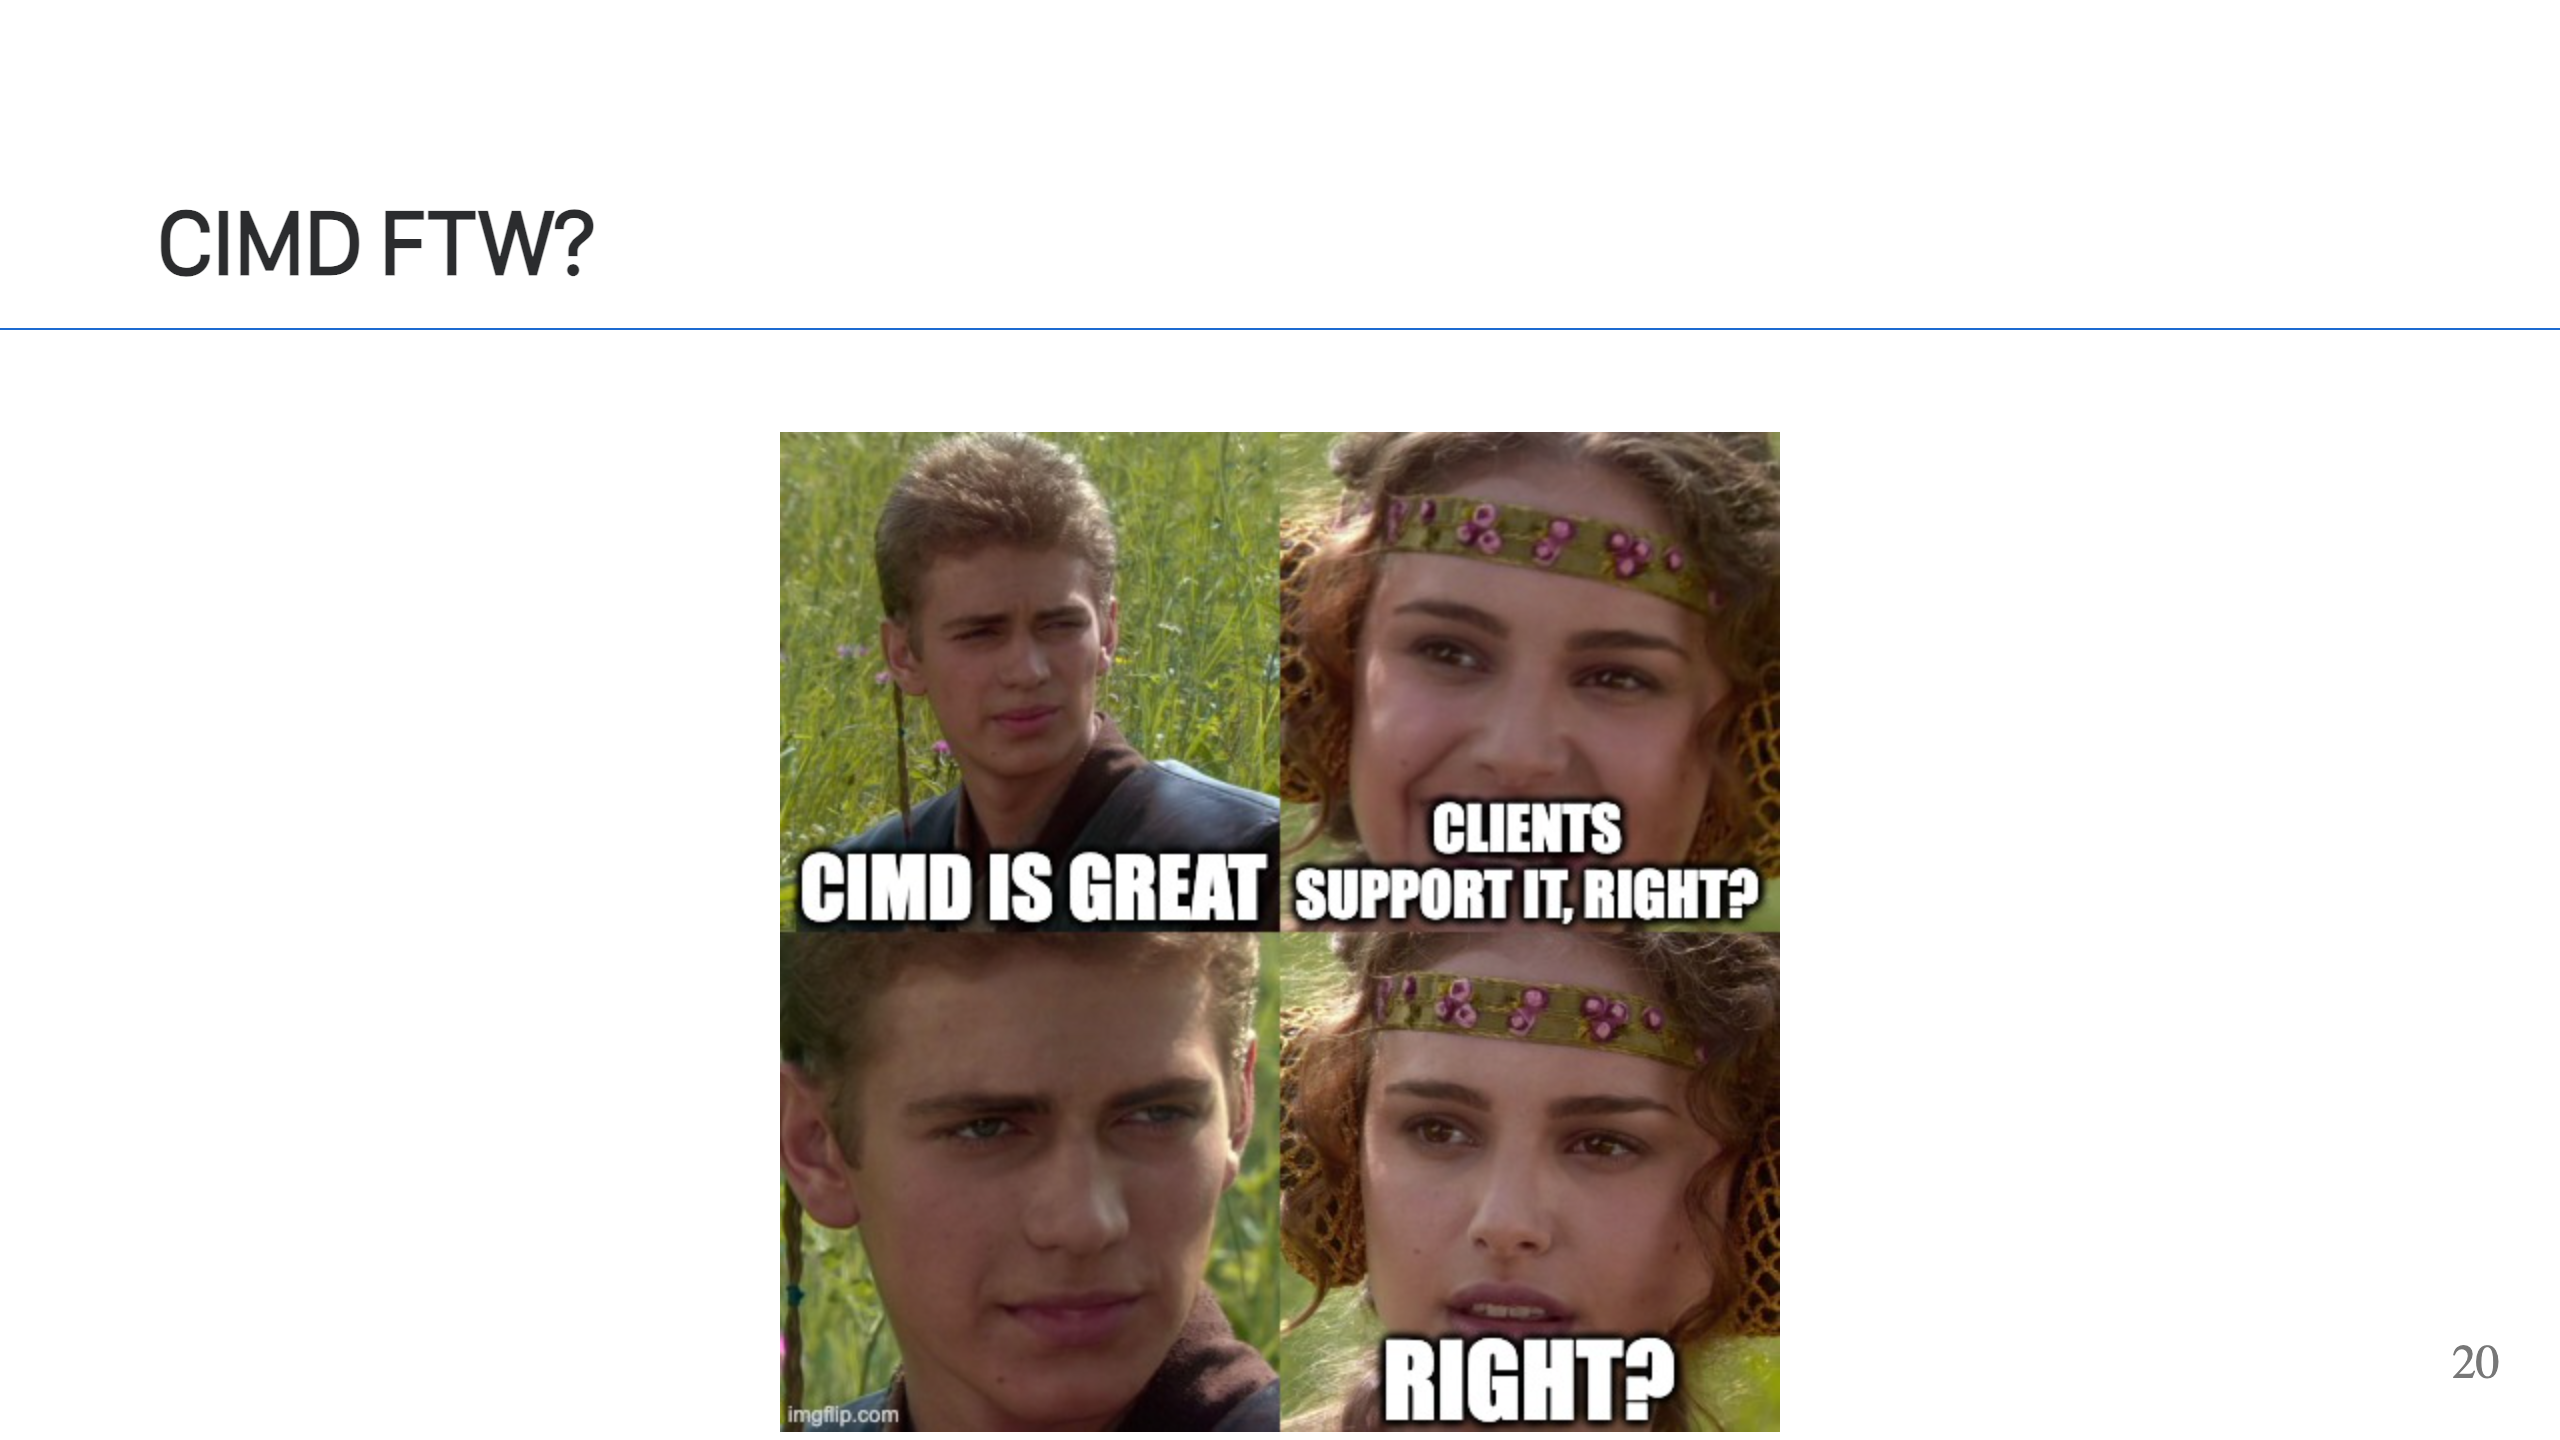 CIMD FTW?
CIMD IS GREAT
CLIENTS
SUPPORT IT, RIGHT?
RIGHT?
imgflip.com
20